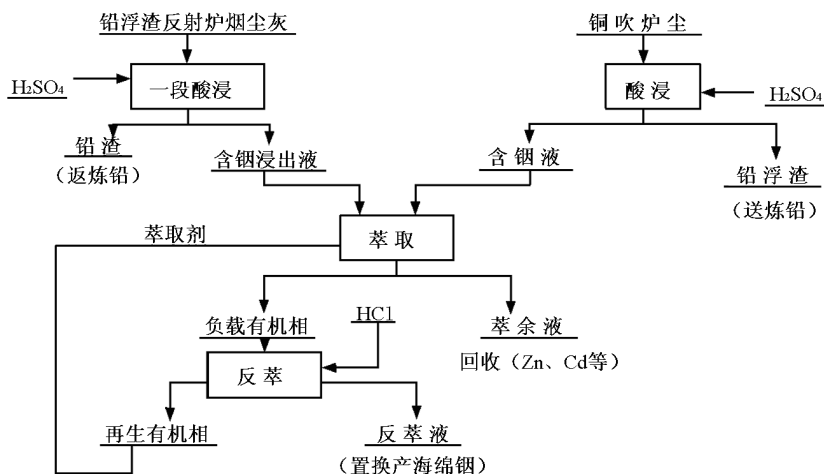 铅浮渣反射炉烟尘灰
铜吹炉尘
H₂SO₄
一段酸浸
酸浸
H₂SO₄
铅渣
(返炼铅)
含铟浸出液
含铟液
铅浮渣
(送炼铅)
萃取剂
萃取
负载有机相
HCl
萃余液
回收(Zn、Cd等)
反萃
再生有机相
反萃液
(置换产海绵铟)